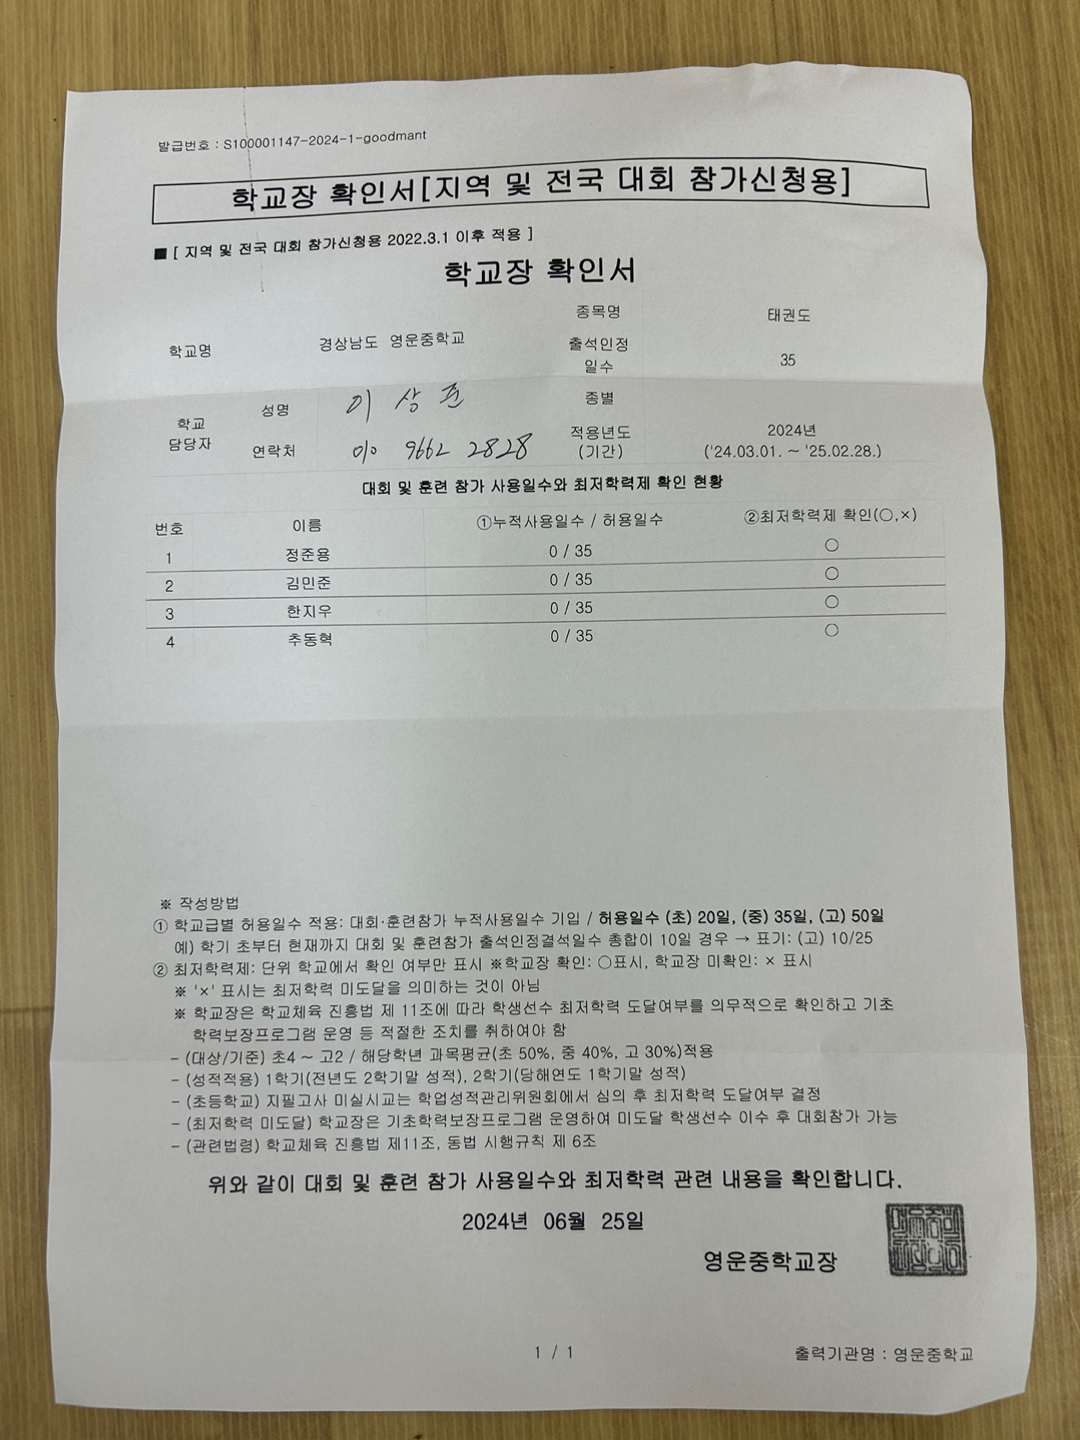 발급번호 : S100001147-2024-1-goodmant
학교장 확인서[지역 및 전국 대회 참가신청용]
■ [ 지역 및 전국 대회 참가신청용 2022.3.1 이후 적용 ]
학교장 확인서
학교명 경상남도 영운중학교 종목명 태권도
출석인정 일수 35
학교 담당자 성명 이상준 종별
연락처 010 9662 2828 적용년도 (기간) 2024년 ('24.03.01. ~ '25.02.28.)
대회 및 훈련 참가 사용일수와 최저학력제 확인 현황
번호 이름 ①누적사용일수 / 허용일수 ②최저학력제 확인(○,×)
1 정준용 0 / 35 ○
2 김민준 0 / 35 ○
3 한지우 0 / 35 ○
4 추동혁 0 / 35 ○
※ 작성방법
① 학교급별 허용일수 적용: 대회·훈련참가 누적사용일수 기입 / 허용일수 (초) 20일, (중) 35일, (고) 50일
예) 학기 초부터 현재까지 대회 및 훈련참가 출석인정결석일수 총합이 10일 경우 → 표기: (고) 10/25
② 최저학력제: 단위 학교에서 확인 여부만 표시 ※학교장 확인: ○표시, 학교장 미확인: × 표시
※ '×' 표시는 최저학력 미도달을 의미하는 것이 아님
※ 학교장은 학교체육 진흥법 제 11조에 따라 학생선수 최저학력 도달여부를 의무적으로 확인하고 기초
학력보장프로그램 운영 등 적절한 조치를 취하여야 함
- (대상/기준) 초4 ~ 고2 / 해당학년 과목평균(초 50%, 중 40%, 고 30%)적용
- (성적적용) 1학기(전년도 2학기말 성적), 2학기(당해연도 1학기말 성적)
- (초등학교) 지필고사 미실시교는 학업성적관리위원회에서 심의 후 최저학력 도달여부 결정
- (최저학력 미도달) 학교장은 기초학력보장프로그램 운영하여 미도달 학생선수 이수 후 대회참가 가능
- (관련법령) 학교체육 진흥법 제11조, 동법 시행규칙 제 6조
위와 같이 대회 및 훈련 참가 사용일수와 최저학력 관련 내용을 확인합니다.
2024년 06월 25일
영운중학교장
1 / 1
출력기관명 : 영운중학교